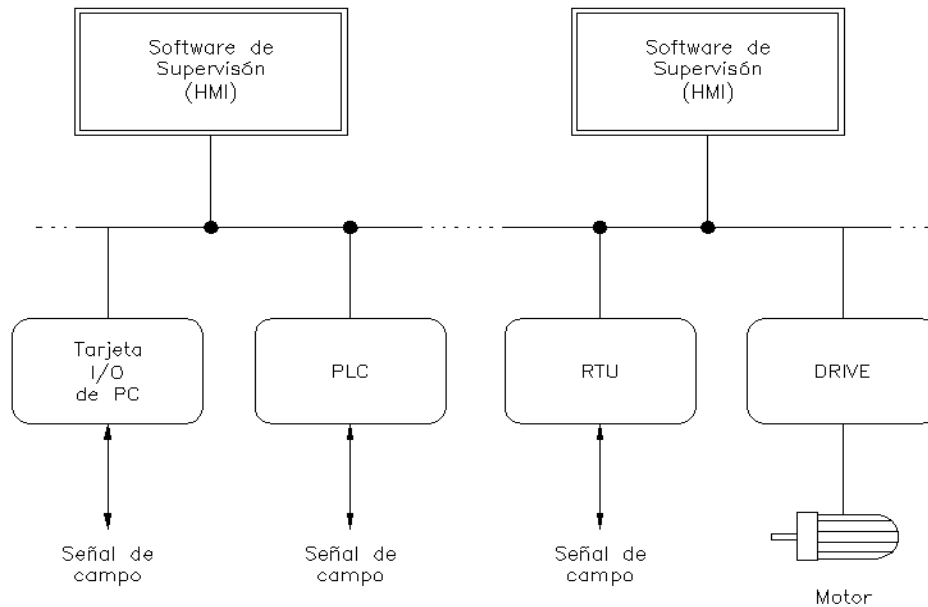 Software de
Supervisón
(HMI)
Software de
Supervisón
(HMI)
Tarjeta
I/O
de PC
PLC
RTU
DRIVE
Señal de
campo
Señal de
campo
Señal de
campo
Motor